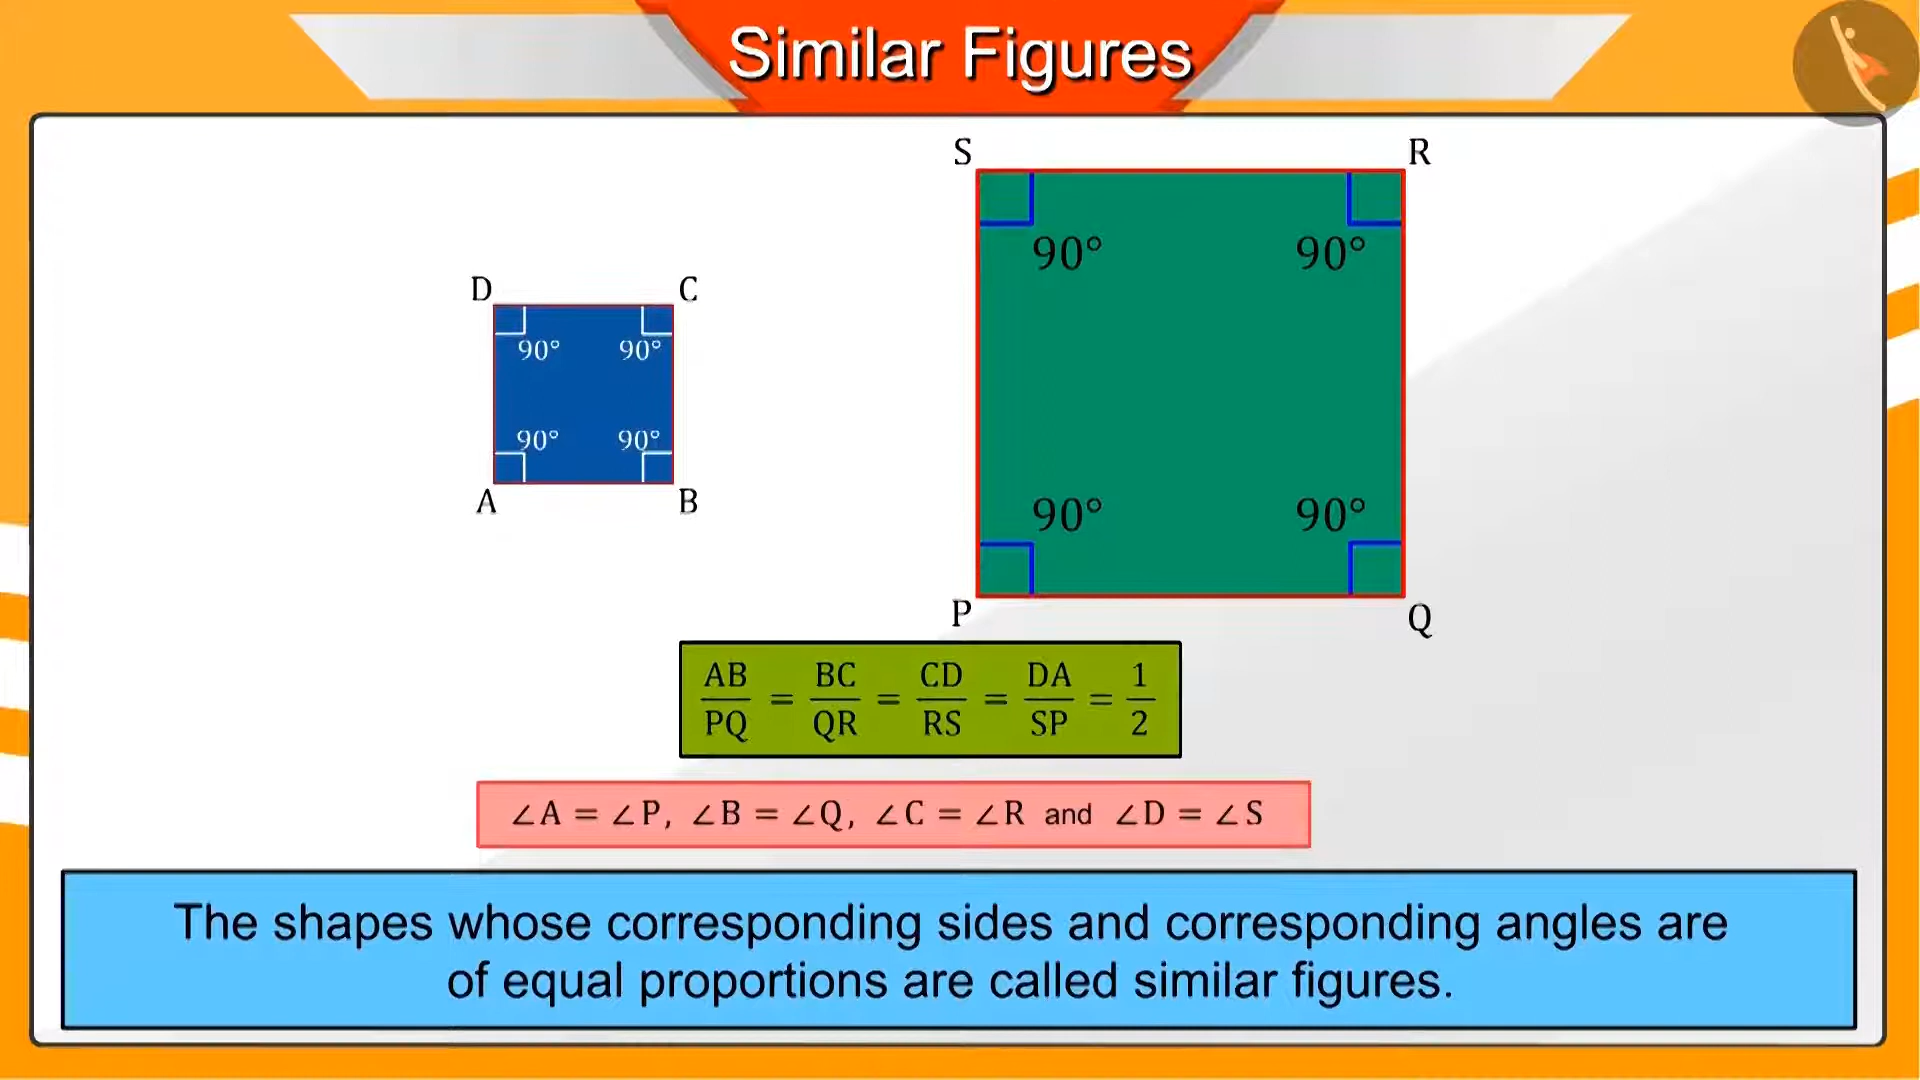 Similar Figures
S R
90° 90°
D C
90° 90°
90° 90°
A B
90° 90°
P Q
AB/PQ = BC/QR = CD/RS = DA/SP = 1/2
∠A = ∠P, ∠B = ∠Q, ∠C = ∠R and ∠D = ∠S
The shapes whose corresponding sides and corresponding angles are
of equal proportions are called similar figures.